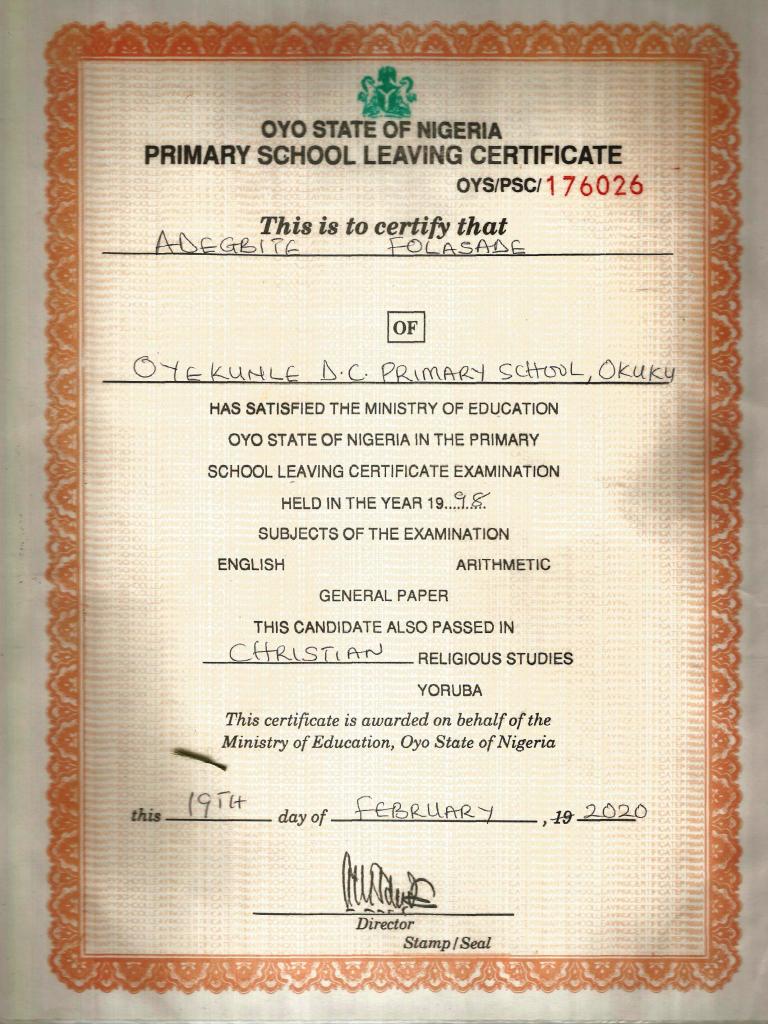 OYO STATE OF NIGERIA
PRIMARY SCHOOL LEAVING CERTIFICATE
OYS/PSC/176026
This is to certify that
ADEGBITE FOLASADE
OF
OYEKUNLE D.C. PRIMARY SCHOOL, OKUKU
HAS SATISFIED THE MINISTRY OF EDUCATION
OYO STATE OF NIGERIA IN THE PRIMARY
SCHOOL LEAVING CERTIFICATE EXAMINATION
HELD IN THE YEAR 19....98
SUBJECTS OF THE EXAMINATION
ENGLISH ARITHMETIC
GENERAL PAPER
THIS CANDIDATE ALSO PASSED IN
CHRISTIAN RELIGIOUS STUDIES
YORUBA
This certificate is awarded on behalf of the
Ministry of Education, Oyo State of Nigeria
this 19TH day of FEBRUARY, 19 2020
Director
Stamp/Seal